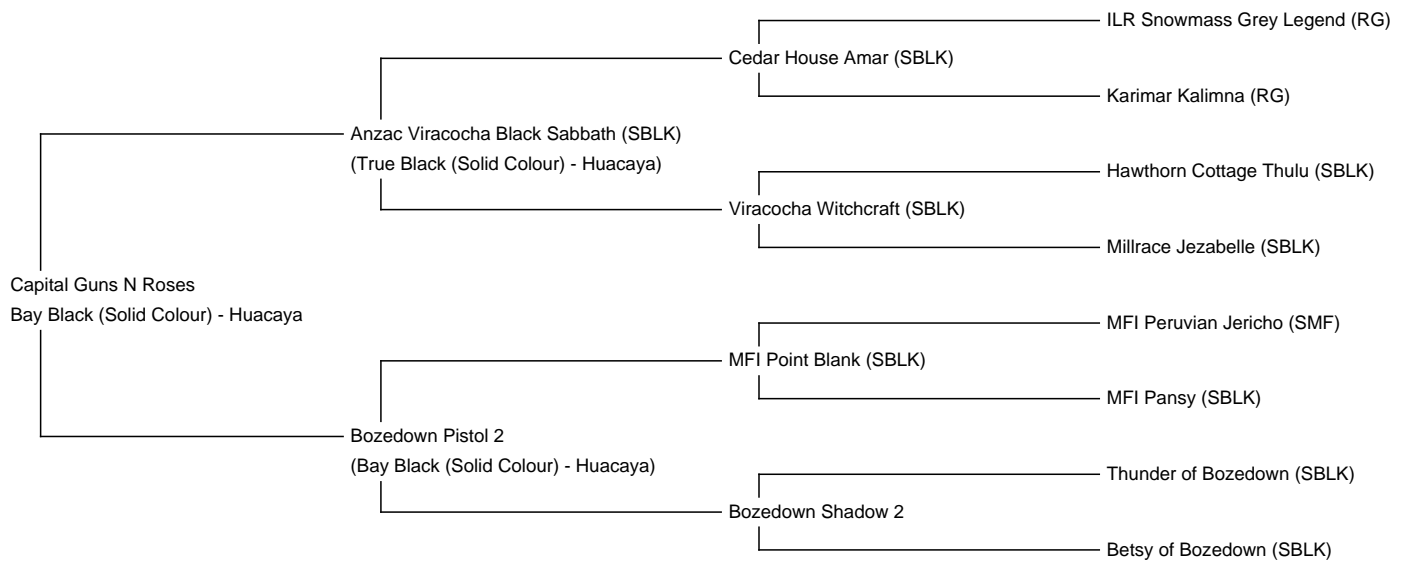 ILR Snowmass Grey Legend (RG)
Cedar House Amar (SBLK)
Karimar Kalimna (RG)
Anzac Viracocha Black Sabbath (SBLK)
(True Black (Solid Colour) - Huacaya)
Hawthorn Cottage Thulu (SBLK)
Viracocha Witchcraft (SBLK)
Millrace Jezabelle (SBLK)
Capital Guns N Roses
Bay Black (Solid Colour) - Huacaya
MFI Peruvian Jericho (SMF)
MFI Point Blank (SBLK)
MFI Pansy (SBLK)
Bozedown Pistol 2
(Bay Black (Solid Colour) - Huacaya)
Thunder of Bozedown (SBLK)
Bozedown Shadow 2
Betsy of Bozedown (SBLK)